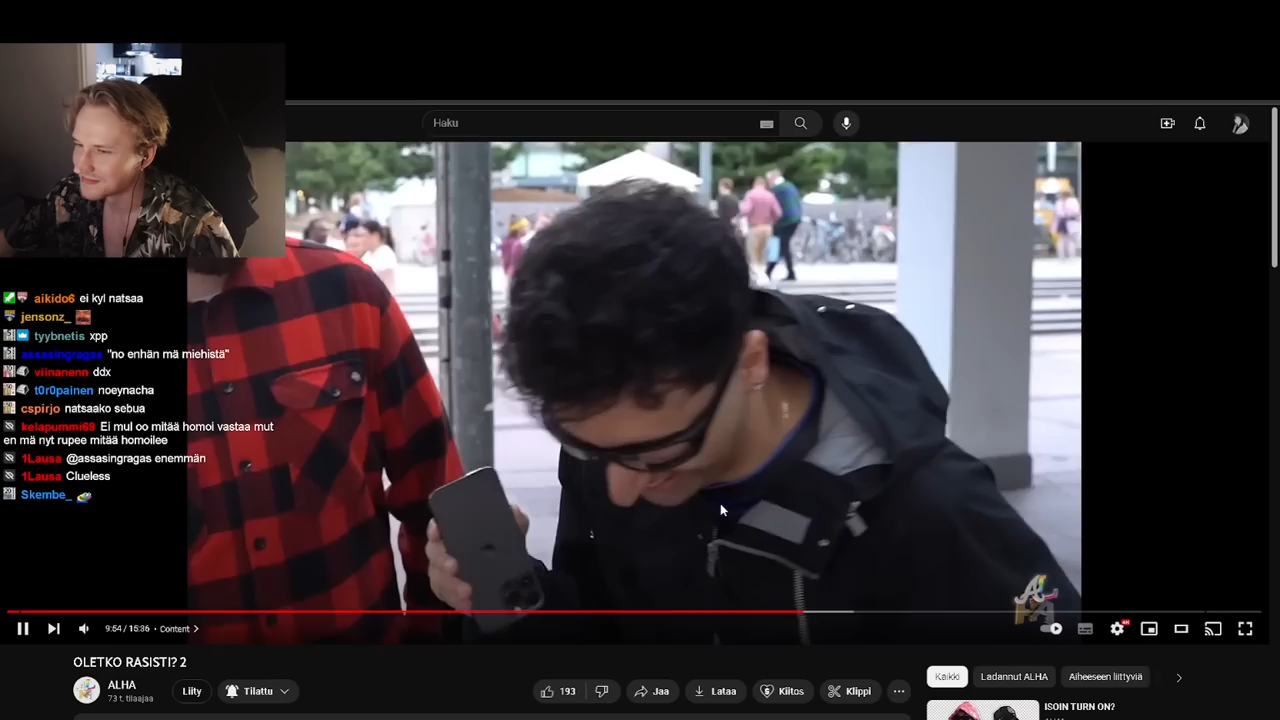 Haku
aikido6 ei kyl natsaa
jensonz_
tyybnetis xpp
assasingragas "no enhän mä miehistä"
viinanenn ddx
t0r0painen noeynacha
cspirjo natsaako sebua
kelapummi69 Ei mul oo mitää homoi vastaa mut
en mä nyt rupee mitää homoilee
1Lausa @assasingragas enemmän
1Lausa Clueless
Skembe_
9:54 / 15:36 • Content
OLETKO RASISTI? 2
ALHA
73 t. tilaajaa
Liity
Tilattu
193
Jaa
Lataa
Kiitos
Klippi
Kaikki
Ladannut ALHA
Aiheeseen liittyviä
ISOIN TURN ON?